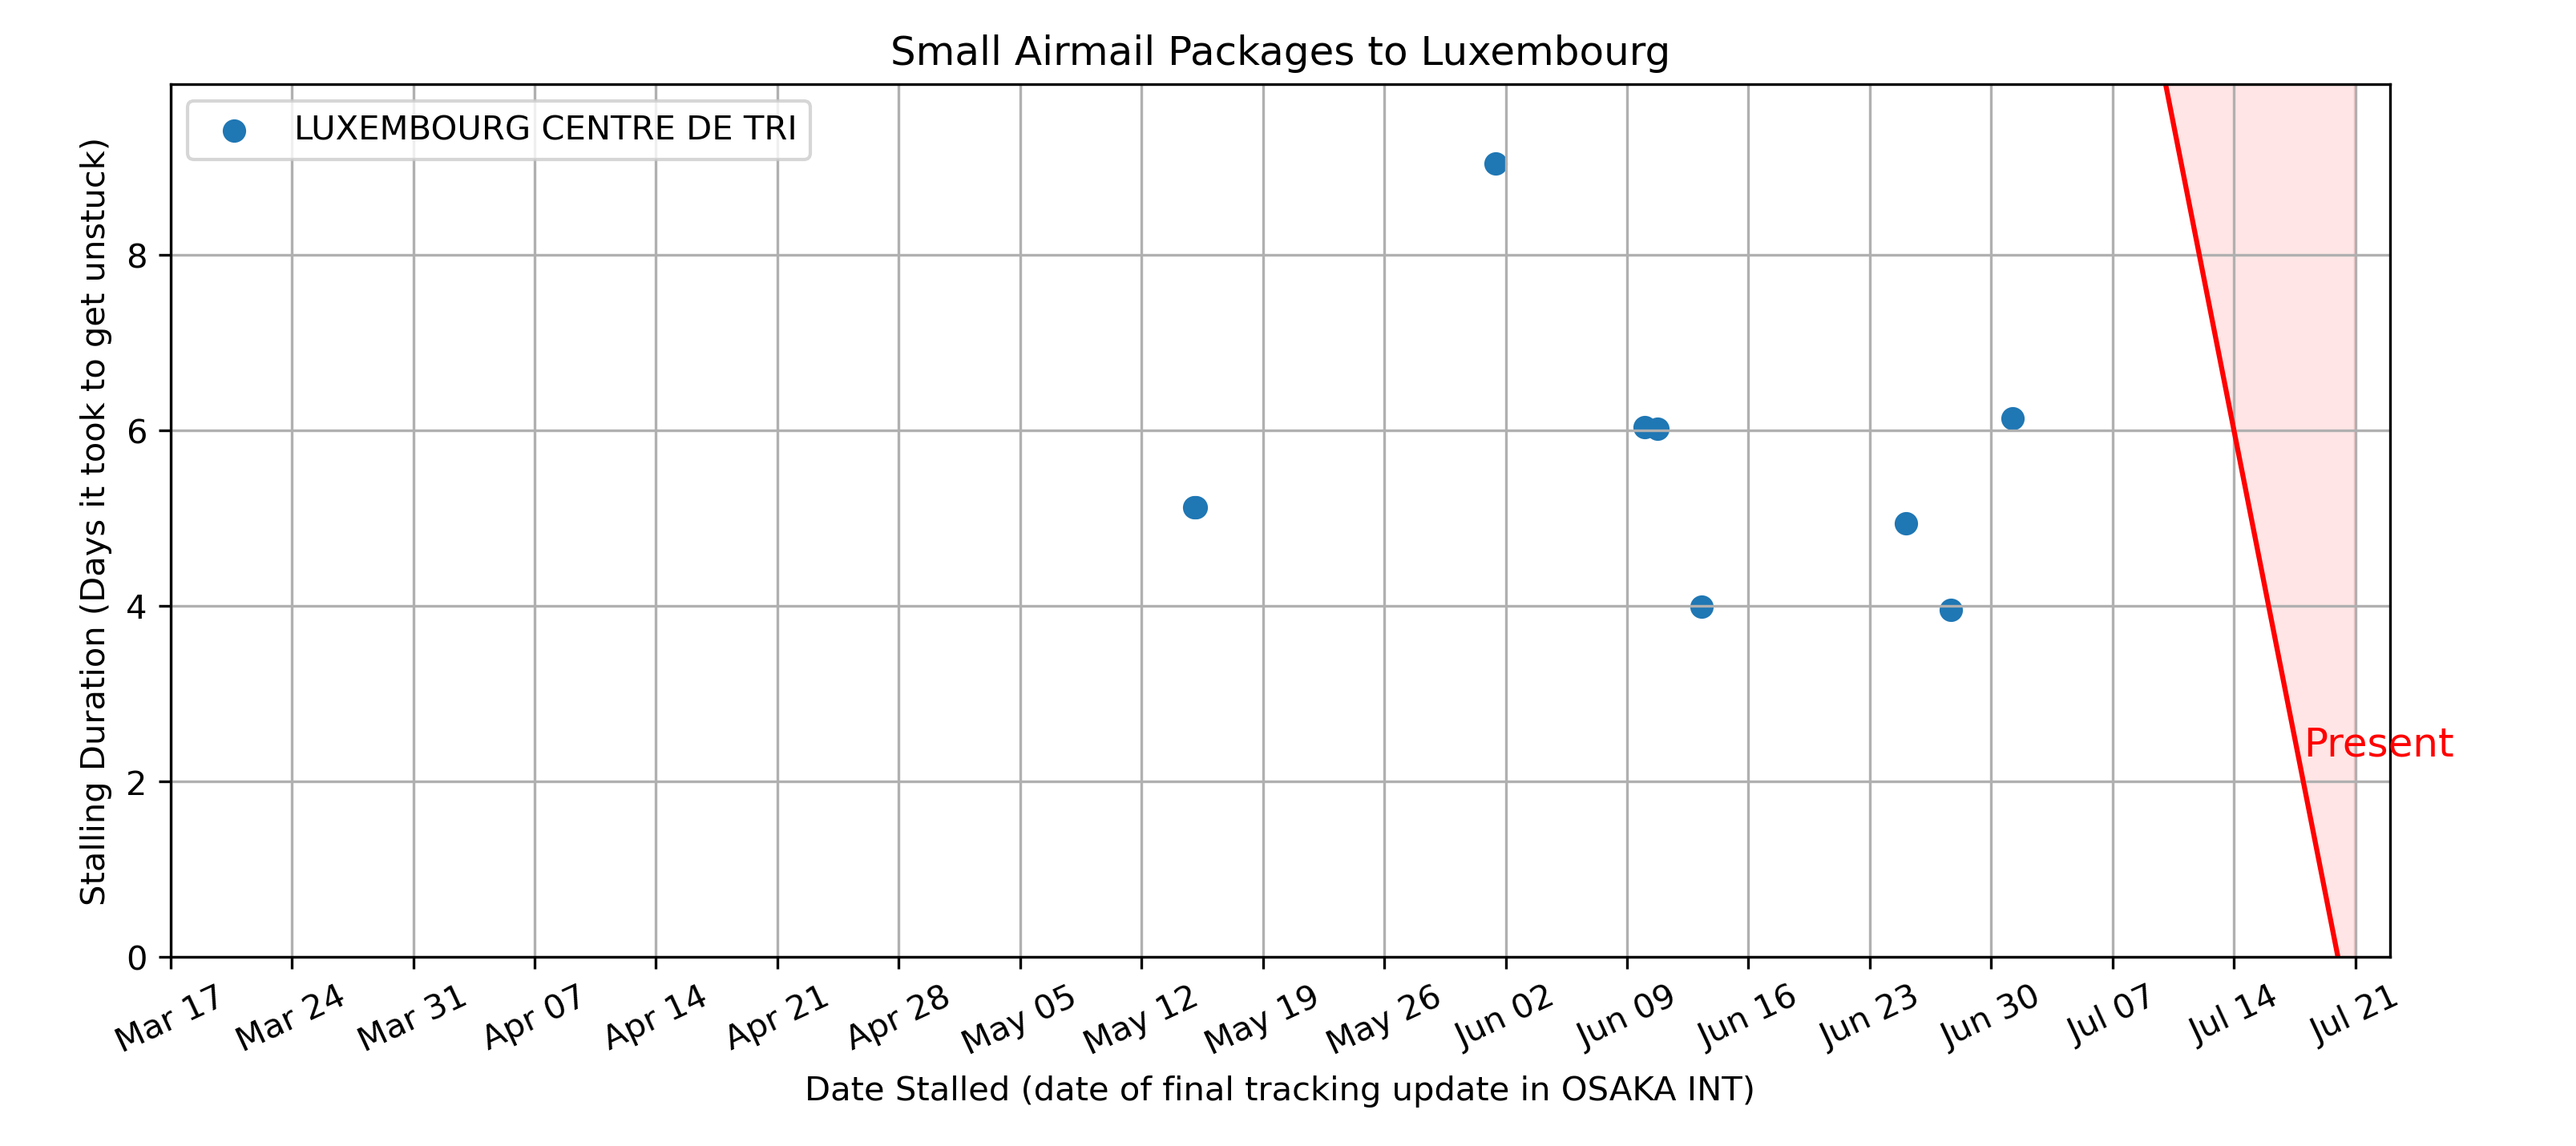 Small Airmail Packages to Luxembourg
LUXEMBOURG CENTRE DE TRI
Stalling Duration (Days it took to get unstuck)
8
6
4
2
0
Present
Mar 17
Mar 24
Mar 31
Apr 07
Apr 14
Apr 21
Apr 28
May 05
May 12
May 19
May 26
Jun 02
Jun 09
Jun 16
Jun 23
Jun 30
Jul 07
Jul 14
Jul 21
Date Stalled (date of final tracking update in OSAKA INT)